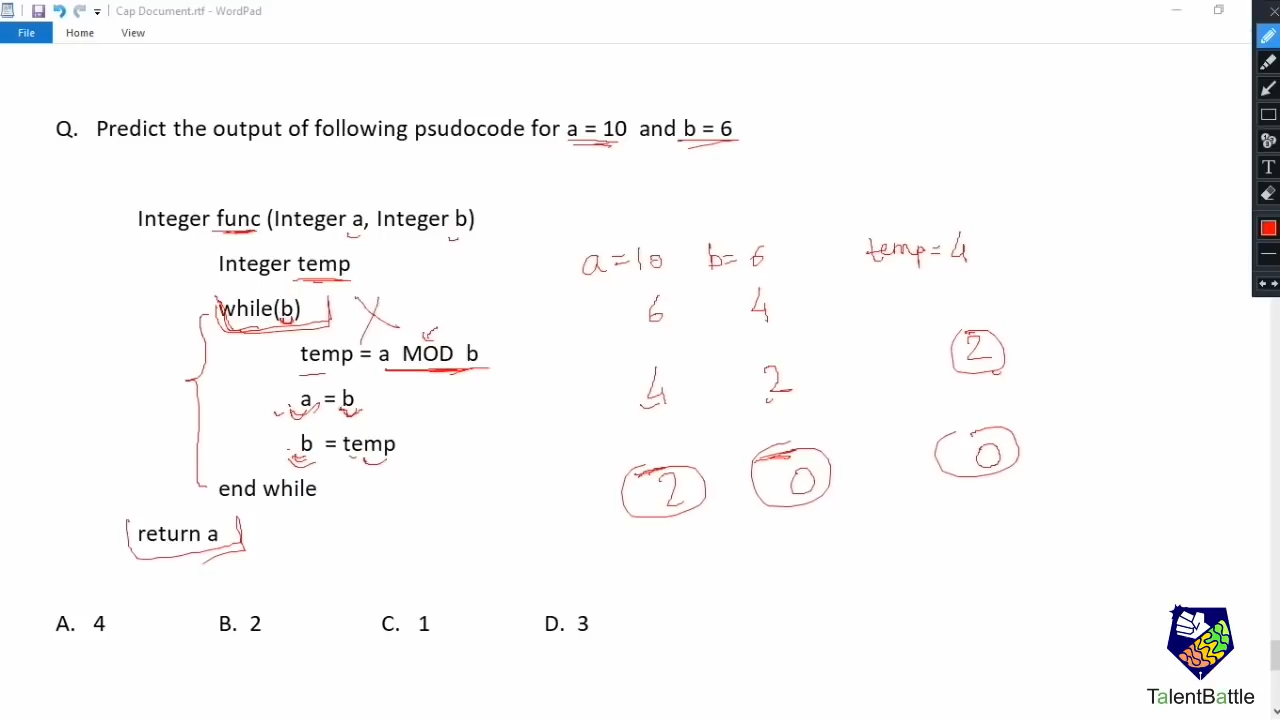 Cap Document.rtf - WordPad
File Home View
Q. Predict the output of following psudocode for a = 10 and b = 6
Integer func (Integer a, Integer b)
Integer temp
a = 10 b = 6 temp = 4
while(b)
6 4
temp = a MOD b
2
a = b
4 2
b = temp
0
end while
2 0
return a
A. 4 B. 2 C. 1 D. 3
TalentBattle
T